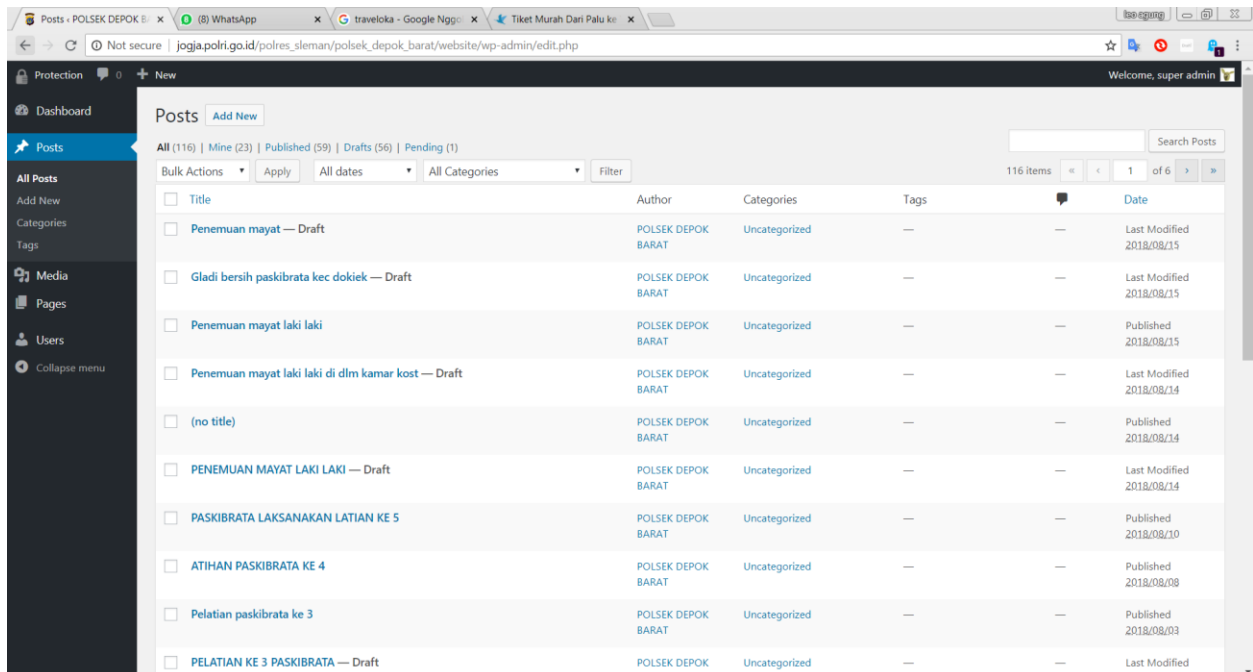 Posts ‹ POLSEK DEPOK B
(8) WhatsApp
traveloka - Google Nggo
Tiket Murah Dari Palu ke
Not secure | jogja.polri.go.id/polres_sleman/polsek_depok_barat/website/wp-admin/edit.php
Protection 0 + New
Welcome, super admin
Dashboard
Posts
All Posts
Add New
Categories
Tags
Media
Pages
Users
Collapse menu
Posts Add New
All (116) | Mine (23) | Published (59) | Drafts (56) | Pending (1)
Search Posts
Bulk Actions Apply All dates All Categories Filter
116 items « ‹ 1 of 6 › »
Title Author Categories Tags Date
Penemuan mayat — Draft POLSEK DEPOK BARAT Uncategorized — — Last Modified 2018/08/15
Gladi bersih paskibrata kec dokiek — Draft POLSEK DEPOK BARAT Uncategorized — — Last Modified 2018/08/15
Penemuan mayat laki laki POLSEK DEPOK BARAT Uncategorized — — Published 2018/08/15
Penemuan mayat laki laki di dlm kamar kost — Draft POLSEK DEPOK BARAT Uncategorized — — Last Modified 2018/08/14
(no title) POLSEK DEPOK BARAT Uncategorized — — Published 2018/08/14
PENEMUAN MAYAT LAKI LAKI — Draft POLSEK DEPOK BARAT Uncategorized — — Last Modified 2018/08/14
PASKIBRATA LAKSANAKAN LATIAN KE 5 POLSEK DEPOK BARAT Uncategorized — — Published 2018/08/10
ATIHAN PASKIBRATA KE 4 POLSEK DEPOK BARAT Uncategorized — — Published 2018/08/08
Pelatian paskibrata ke 3 POLSEK DEPOK BARAT Uncategorized — — Published 2018/08/03
PELATIAN KE 3 PASKIBRATA — Draft POLSEK DEPOK Uncategorized — — Last Modified